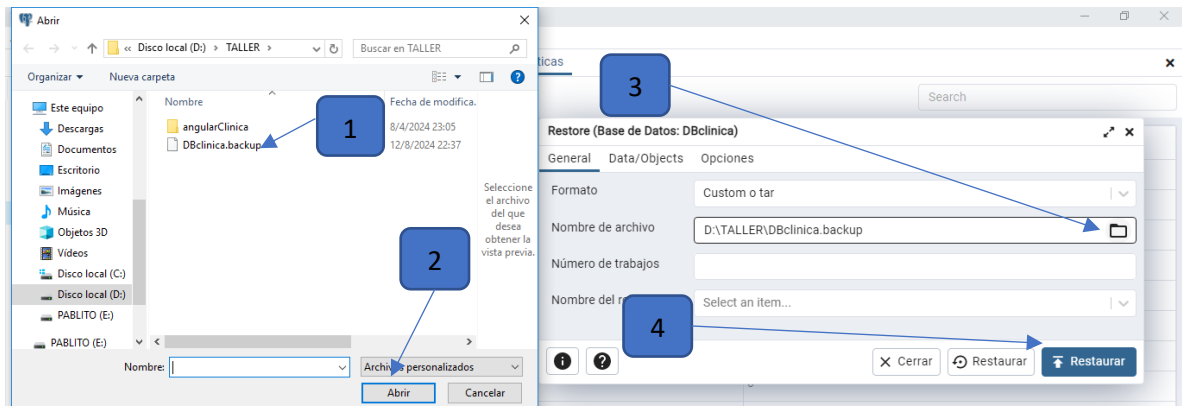 Abrir
« Disco local (D:) > TALLER >
Buscar en TALLER
Organizar
Nueva carpeta
Este equipo
Descargas
Documentos
Escritorio
Imágenes
Música
Objetos 3D
Vídeos
Disco local (C:)
Disco local (D:)
PABLITO (E:)
PABLITO (E:)
Nombre
Fecha de modifica.
angularClinica
8/4/2024 23:05
DBclinica.backup
12/8/2024 22:37
1
Seleccione
el archivo
del que
desea
obtener la
vista previa.
2
Nombre:
personalizados
Abrir
Cancelar
ticas
3
Search
Restore (Base de Datos: DBclinica)
General
Data/Objects
Opciones
Formato
Custom o tar
Nombre de archivo
D:\TALLER\DBclinica.backup
Número de trabajos
Nombre del
Select an item...
4
Cerrar
Restaurar
Restaurar